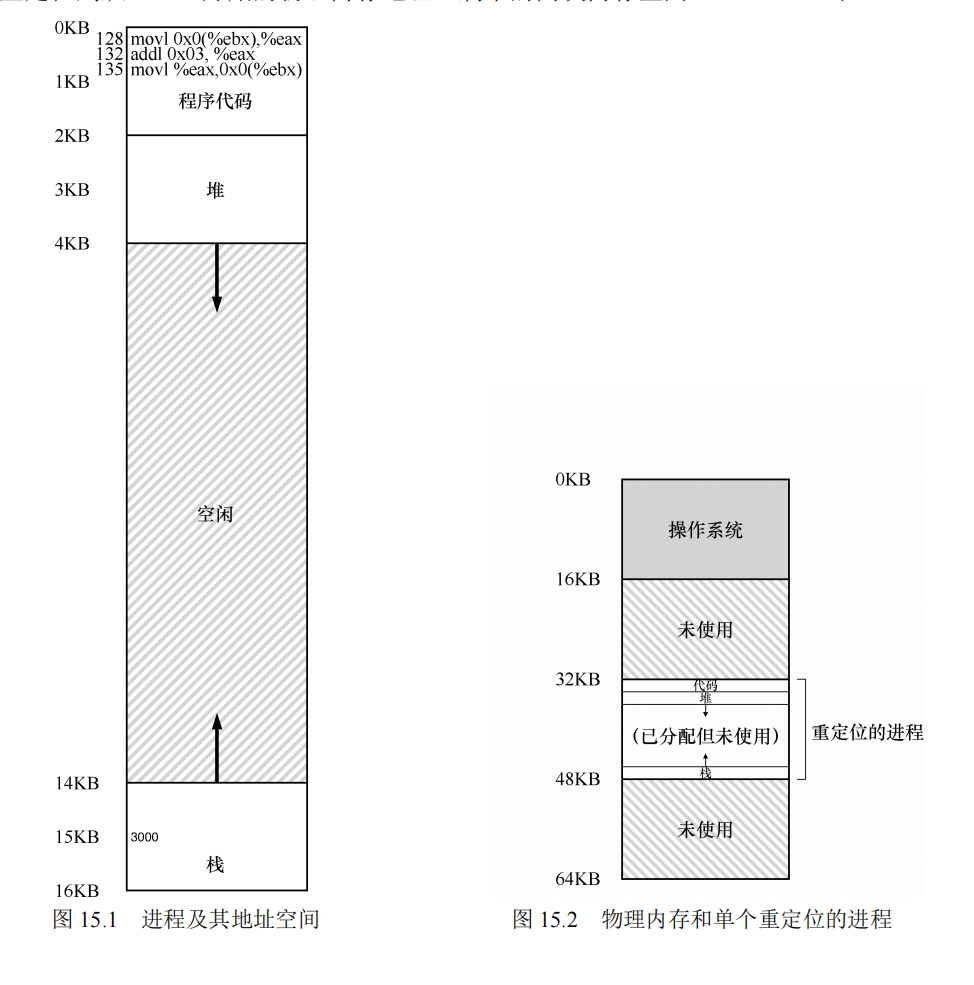 0KB
128 movl 0x0(%ebx),%eax
132 addl 0x03, %eax
135 movl %eax,0x0(%ebx)
1KB
程序代码
2KB
3KB
堆
4KB
空闲
14KB
15KB
3000
栈
16KB
图 15.1 进程及其地址空间
0KB
操作系统
16KB
未使用
32KB
代码
堆
(已分配但未使用)
重定位的进程
栈
48KB
未使用
64KB
图 15.2 物理内存和单个重定位的进程